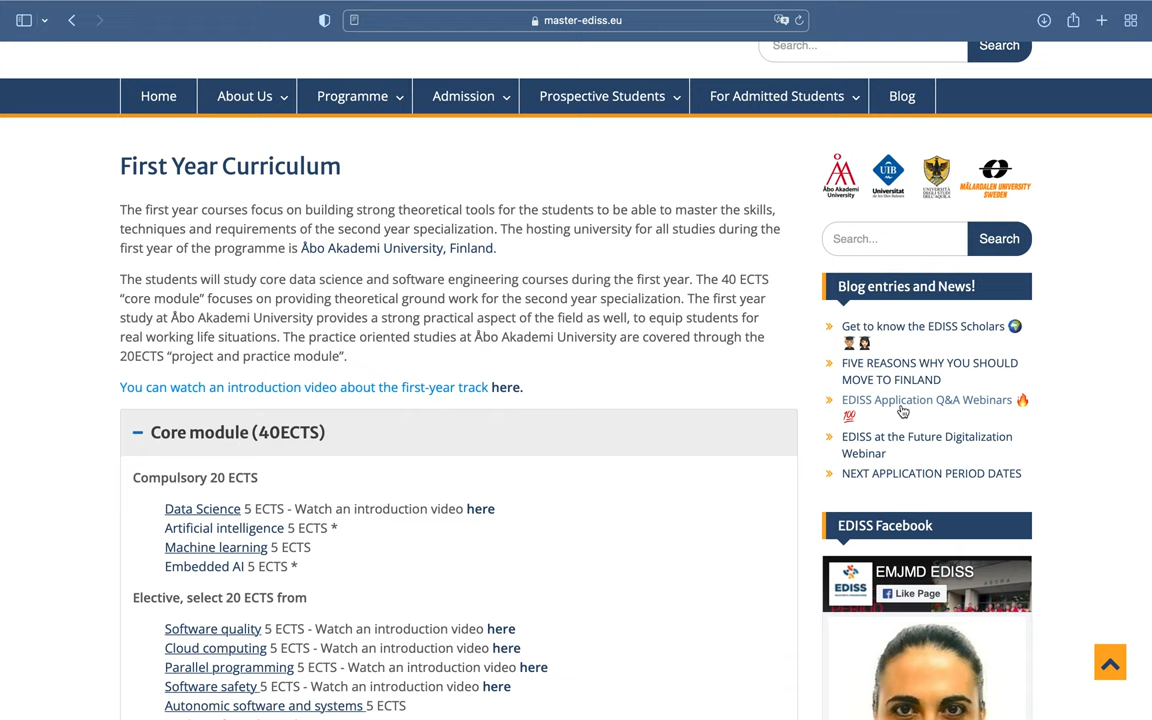 master-ediss.eu
Search... Search
Home About Us Programme Admission Prospective Students For Admitted Students Blog
First Year Curriculum
The first year courses focus on building strong theoretical tools for the students to be able to master the skills,
techniques and requirements of the second year specialization. The hosting university for all studies during the
first year of the programme is Åbo Akademi University, Finland.
The students will study core data science and software engineering courses during the first year. The 40 ECTS
“core module” focuses on providing theoretical ground work for the second year specialization. The first year
study at Åbo Akademi University provides a strong practical aspect of the field as well, to equip students for
real working life situations. The practice oriented studies at Åbo Akademi University are covered through the
20ECTS “project and practice module”.
You can watch an introduction video about the first-year track here.
Core module (40ECTS)
Compulsory 20 ECTS
Data Science 5 ECTS - Watch an introduction video here
Artificial intelligence 5 ECTS *
Machine learning 5 ECTS
Embedded AI 5 ECTS *
Elective, select 20 ECTS from
Software quality 5 ECTS - Watch an introduction video here
Cloud computing 5 ECTS - Watch an introduction video here
Parallel programming 5 ECTS - Watch an introduction video here
Software safety 5 ECTS - Watch an introduction video here
Autonomic software and systems 5 ECTS
Åbo Akademi
University
UIB
Universitat
MÄLARDALEN UNIVERSITY
SWEDEN
Search... Search
Blog entries and News!
Get to know the EDISS Scholars 🌍
👨🏽‍🎓 👩🏻‍🎓
FIVE REASONS WHY YOU SHOULD
MOVE TO FINLAND
EDISS Application Q&A Webinars 🔥
💯
EDISS at the Future Digitalization
Webinar
NEXT APPLICATION PERIOD DATES
EDISS Facebook
EDISS
EMJMD EDISS
Like Page